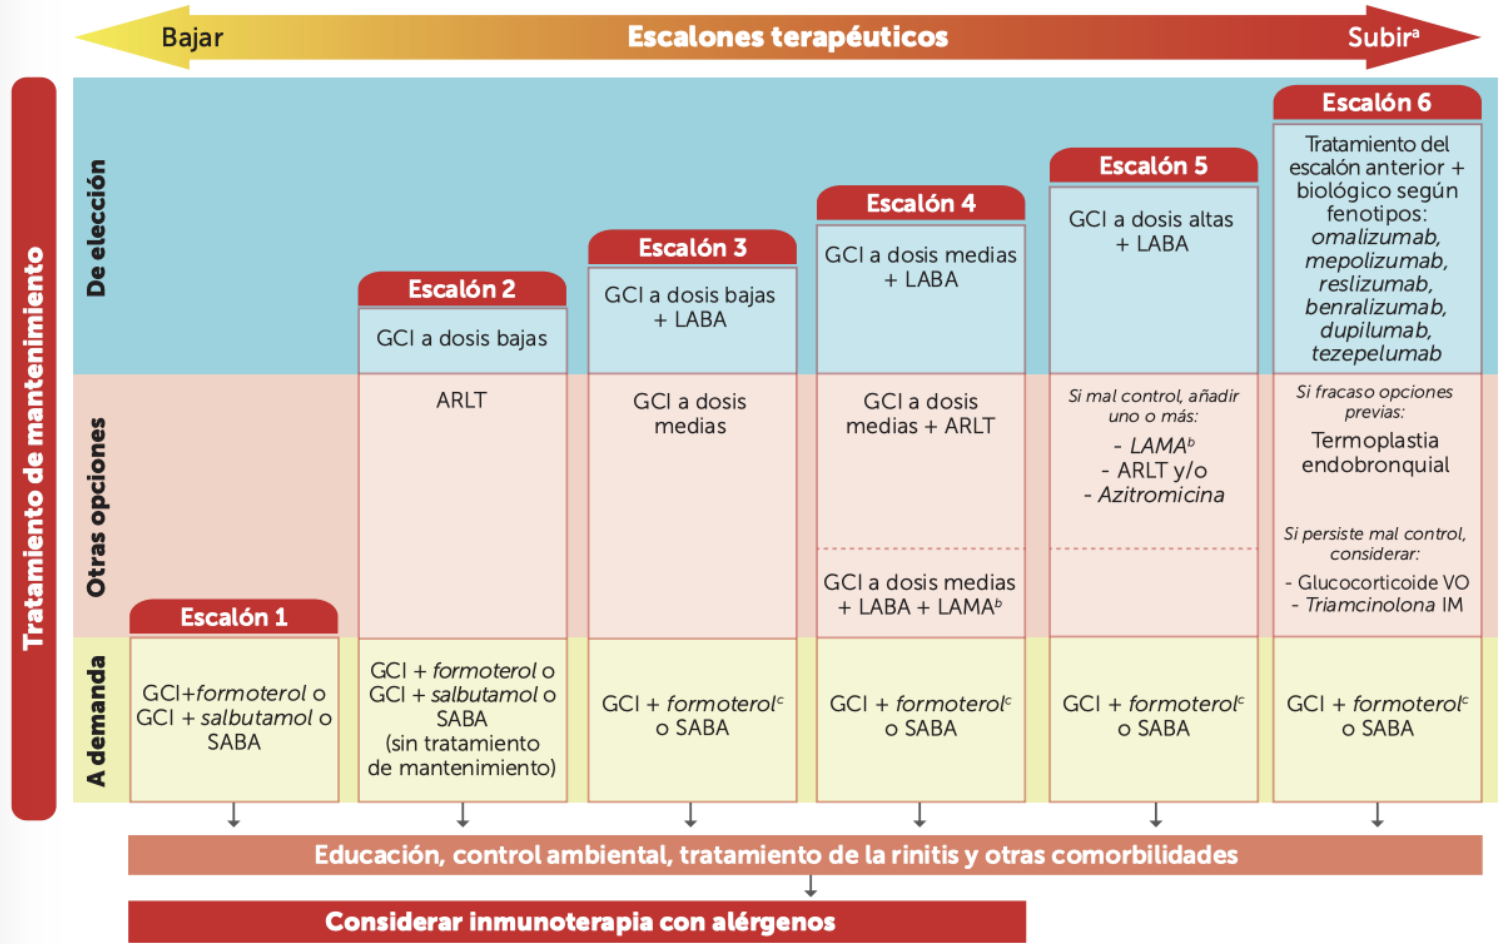 Bajar
Escalones terapéuticos
Subirᵃ
Tratamiento de mantenimiento
De elección
Otras opciones
A demanda
Escalón 1
GCI+formoterol o
GCI + salbutamol o
SABA
Escalón 2
GCI a dosis bajas
ARLT
GCI + formoterol o
GCI + salbutamol o
SABA
(sin tratamiento
de mantenimiento)
Escalón 3
GCI a dosis bajas
+ LABA
GCI a dosis
medias
GCI + formoterolᶜ
o SABA
Escalón 4
GCI a dosis medias
+ LABA
GCI a dosis
medias + ARLT
GCI a dosis medias
+ LABA + LAMAᵇ
GCI + formoterolᶜ
o SABA
Escalón 5
GCI a dosis altas
+ LABA
Si mal control, añadir
uno o más:
- LAMAᵇ
- ARLT y/o
- Azitromicina
GCI + formoterolᶜ
o SABA
Escalón 6
Tratamiento del
escalón anterior +
biológico según
fenotipos:
omalizumab,
mepolizumab,
reslizumab,
benralizumab,
dupilumab,
tezepelumab
Si fracaso opciones
previas:
Termoplastia
endobronquial
Si persiste mal control,
considerar:
- Glucocorticoide VO
- Triamcinolona IM
GCI + formoterolᶜ
o SABA
Educación, control ambiental, tratamiento de la rinitis y otras comorbilidades
Considerar inmunoterapia con alérgenos